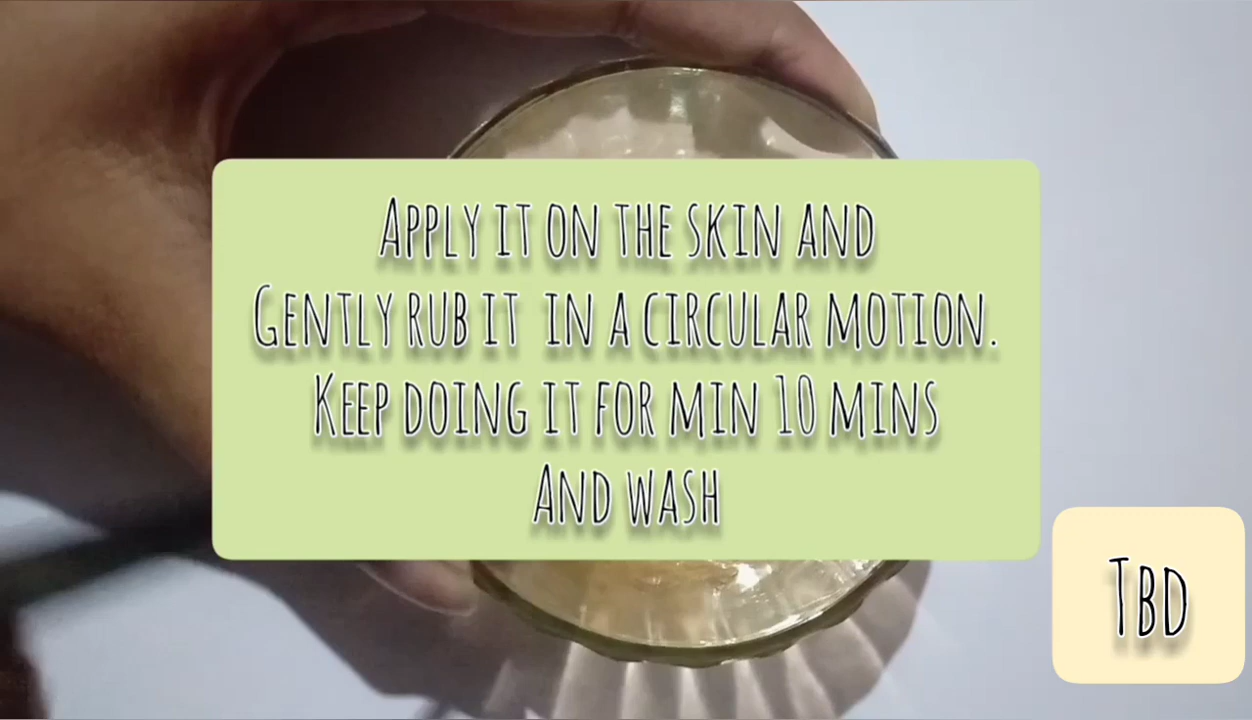 Apply it on the skin and
Gently rub it in a circular motion.
Keep doing it for min 10 mins
And wash
Tbd